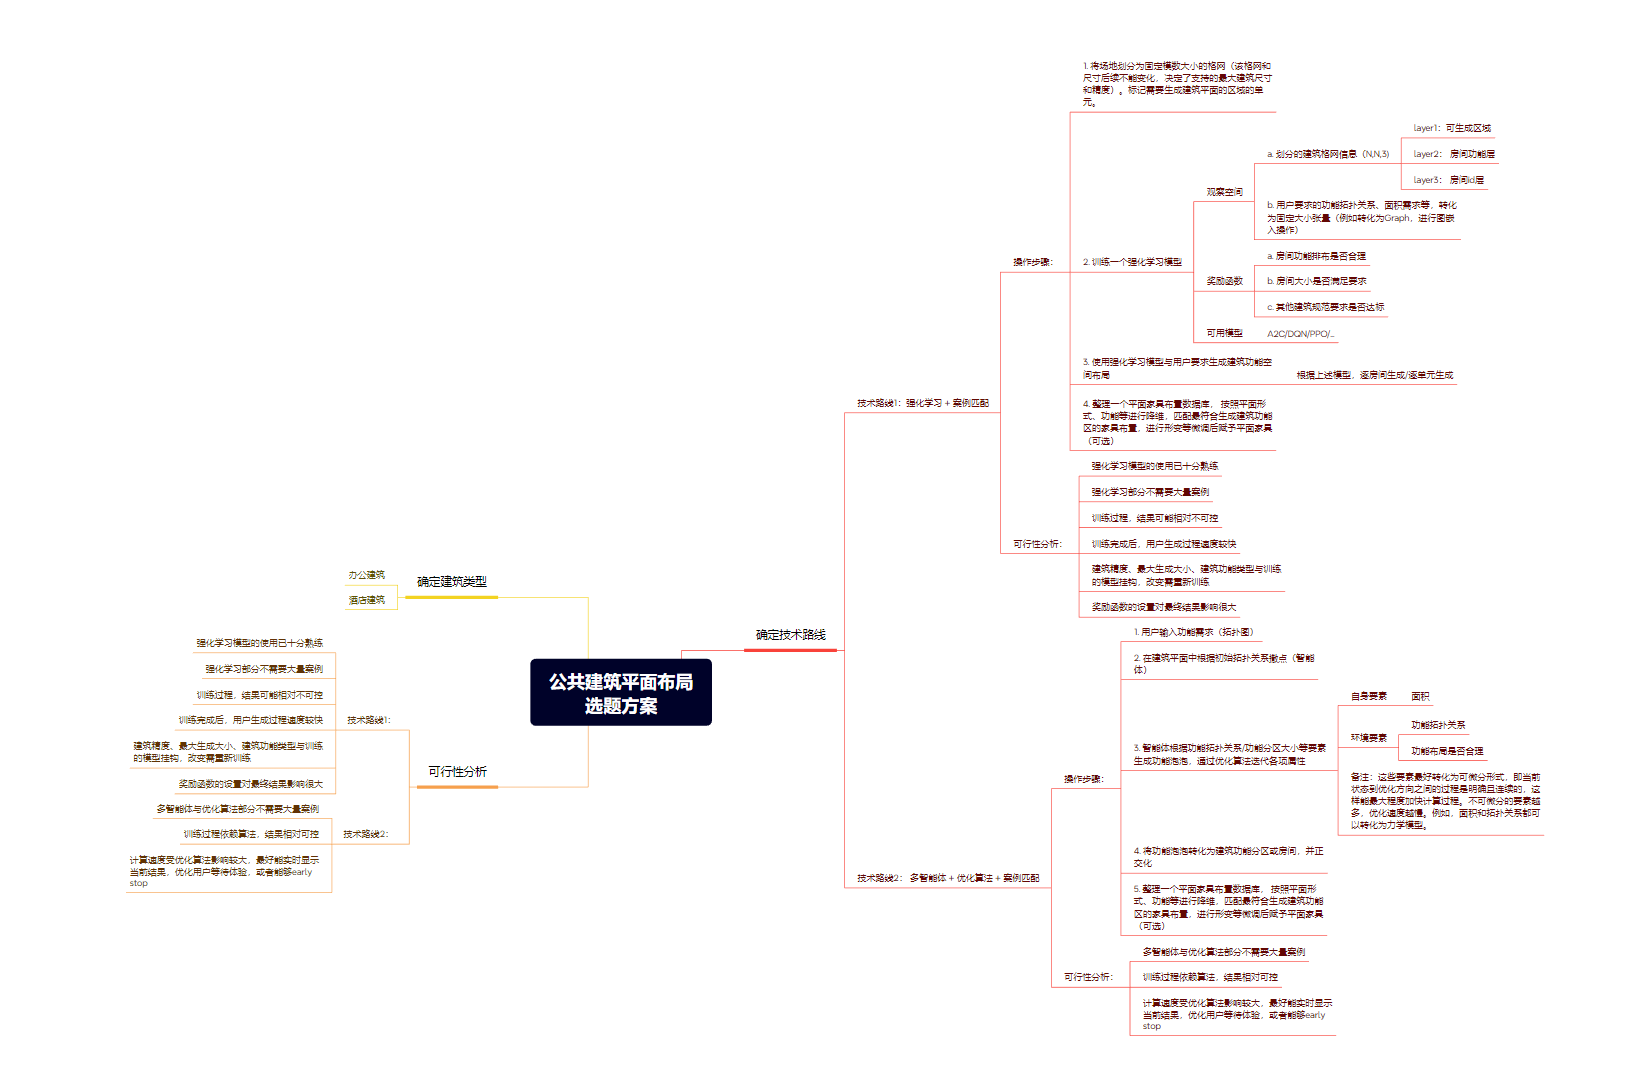 公共建筑平面布局
选题方案
确定建筑类型
办公建筑
酒店建筑
确定技术路线
技术路线1：强化学习 + 案例匹配
操作步骤：
1. 将场地划分为固定模数大小的格网（该格网和
尺寸后续不能变化，决定了支持的最大建筑尺寸
和精度）。标记需要生成建筑平面的区域的单
元。
2. 训练一个强化学习模型
观察空间
a. 划分的建筑格网信息（N,N,3）
layer1：可生成区域
layer2： 房间功能层
layer3： 房间id层
b. 用户要求的功能拓扑关系、面积需求等，转化
为固定大小张量（例如转化为Graph，进行图嵌
入操作）
奖励函数
a. 房间功能排布是否合理
b. 房间大小是否满足要求
c. 其他建筑规范要求是否达标
可用模型
A2C/DQN/PPO/...
3. 使用强化学习模型与用户要求生成建筑功能空
间布局
根据上述模型，逐房间生成/逐单元生成
4. 整理一个平面家具布置数据库， 按照平面形
式、功能等进行降维，匹配最符合生成建筑功能
区的家具布置，进行形变等微调后赋予平面家具
（可选）
可行性分析：
强化学习模型的使用已十分熟练
强化学习部分不需要大量案例
训练过程，结果可能相对不可控
训练完成后，用户生成过程速度较快
建筑精度、最大生成大小、建筑功能类型与训练
的模型挂钩，改变需重新训练
奖励函数的设置对最终结果影响很大
技术路线2： 多智能体 + 优化算法 + 案例匹配
操作步骤：
1. 用户输入功能需求（拓扑图）
2. 在建筑平面中根据初始拓扑关系撒点（智能
体）
3. 智能体根据功能拓扑关系/功能分区大小等要素
生成功能泡泡，通过优化算法迭代各项属性
自身要素
面积
环境要素
功能拓扑关系
功能布局是否合理
备注：这些要素最好转化为可微分形式，即当前
状态到优化方向之间的过程是明确且连续的，这
样能最大程度加快计算过程。不可微分的要素越
多，优化速度越慢。例如，面积和拓扑关系都可
以转化为力学模型。
4. 将功能泡泡转化为建筑功能分区或房间，并正
交化
5. 整理一个平面家具布置数据库， 按照平面形
式、功能等进行降维，匹配最符合生成建筑功能
区的家具布置，进行形变等微调后赋予平面家具
（可选）
可行性分析：
多智能体与优化算法部分不需要大量案例
训练过程依赖算法，结果相对可控
计算速度受优化算法影响较大，最好能实时显示
当前结果，优化用户等待体验，或者能够early
stop
可行性分析
技术路线1：
强化学习模型的使用已十分熟练
强化学习部分不需要大量案例
训练过程，结果可能相对不可控
训练完成后，用户生成过程速度较快
建筑精度、最大生成大小、建筑功能类型与训练
的模型挂钩，改变需重新训练
奖励函数的设置对最终结果影响很大
技术路线2：
多智能体与优化算法部分不需要大量案例
训练过程依赖算法，结果相对可控
计算速度受优化算法影响较大，最好能实时显示
当前结果，优化用户等待体验，或者能够early
stop